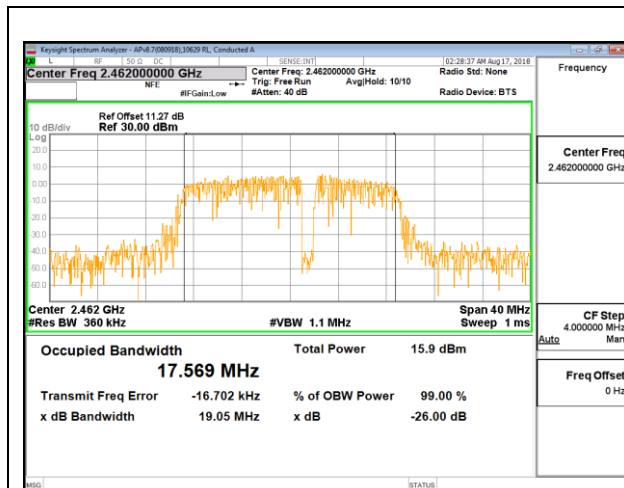 Keysight Spectrum Analyzer - APv8.7(080918),10629 RL, Conducted A
L RF 50 Ω DC SENSE:INT 02:28:37 AM Aug 17, 2018
Center Freq 2.462000000 GHz
NFE
#IFGain:Low
Center Freq: 2.462000000 GHz
Trig: Free Run Avg|Hold: 10/10
#Atten: 40 dB
Radio Std: None
Radio Device: BTS
Frequency
Ref Offset 11.27 dB
10 dB/div Ref 30.00 dBm
Log
20.0
10.0
0.00
-10.0
-20.0
-30.0
-40.0
-50.0
-60.0
Center Freq
2.462000000 GHz
Center 2.462 GHz Span 40 MHz
#Res BW 360 kHz #VBW 1.1 MHz Sweep 1 ms
CF Step
4.000000 MHz
Auto Man
Occupied Bandwidth Total Power 15.9 dBm
17.569 MHz
Transmit Freq Error -16.702 kHz % of OBW Power 99.00 %
x dB Bandwidth 19.05 MHz x dB -26.00 dB
Freq Offset
0 Hz
MSG STATUS